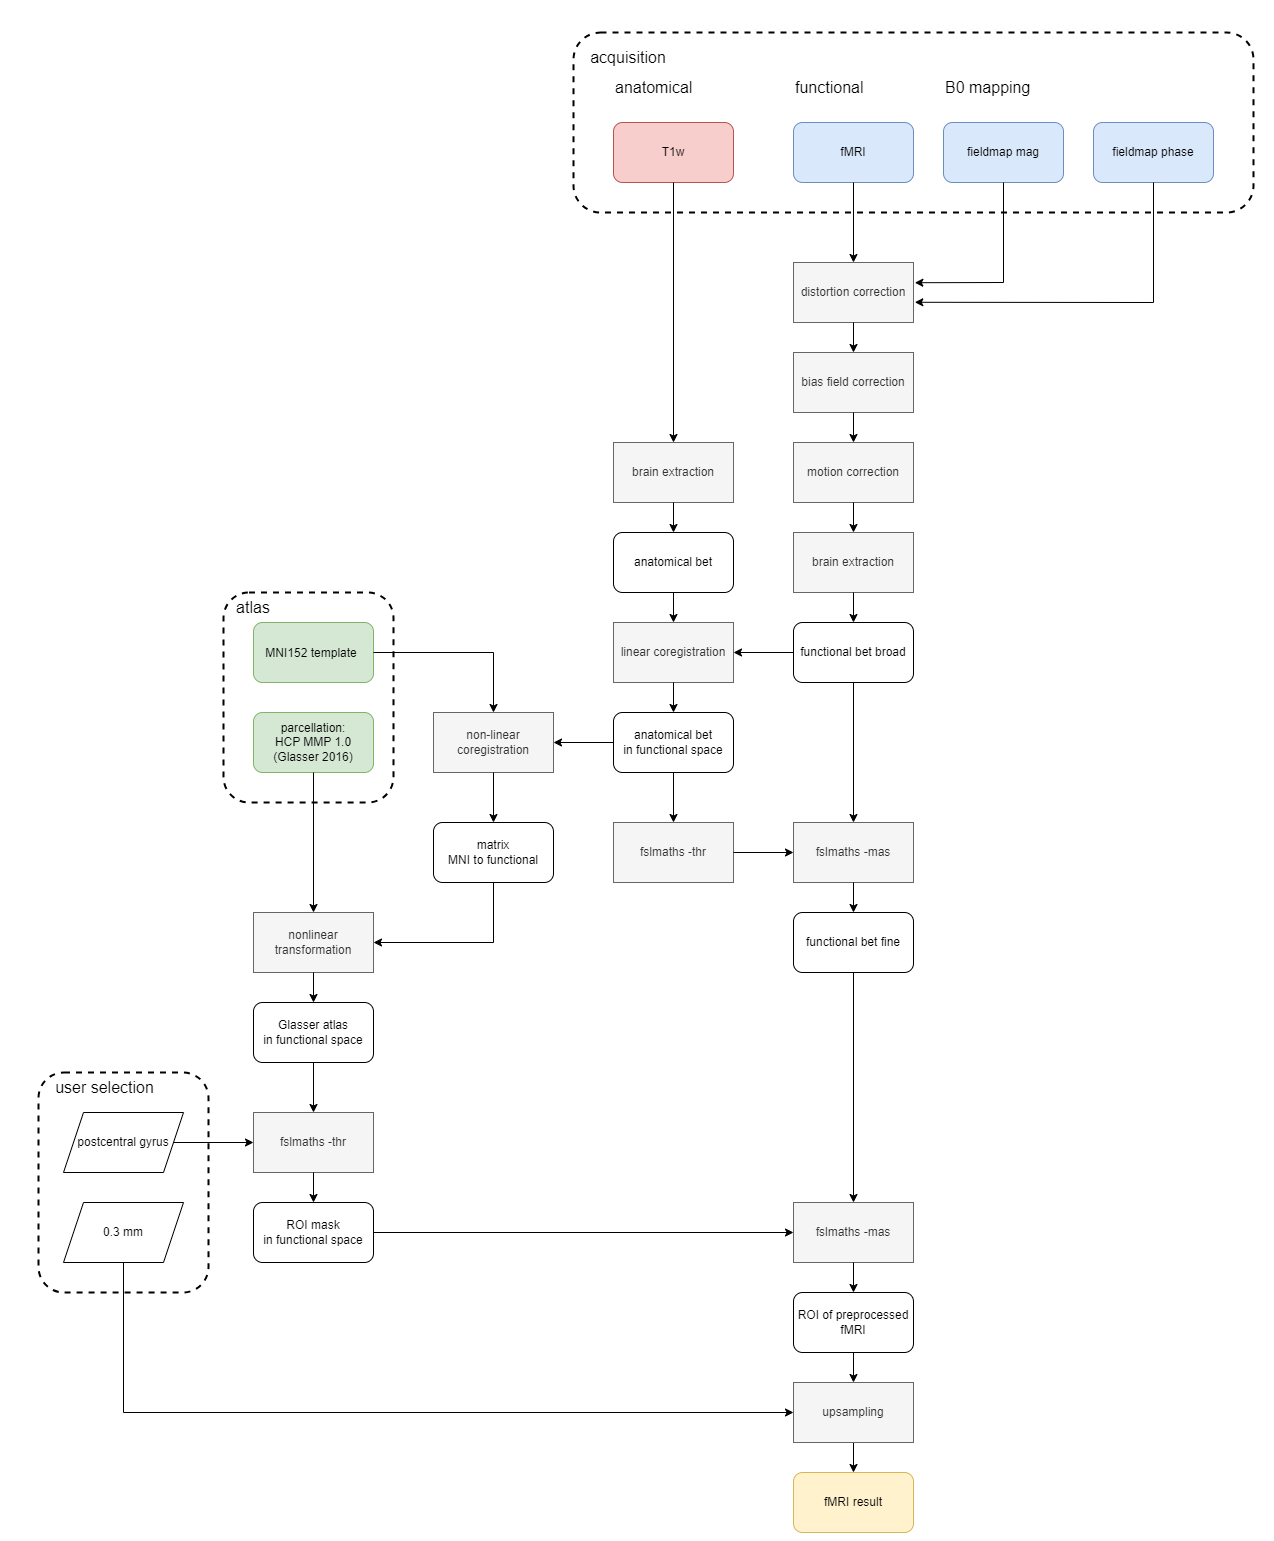 acquisition
anatomical
functional
B0 mapping
T1w
fMRI
fieldmap mag
fieldmap phase
distortion correction
bias field correction
brain extraction
motion correction
anatomical bet
brain extraction
atlas
MNI152 template
linear coregistration
functional bet broad
parcellation:
HCP MMP 1.0
(Glasser 2016)
non-linear
coregistration
anatomical bet
in functional space
matrix
MNI to functional
fslmaths -thr
fslmaths -mas
nonlinear
transformation
functional bet fine
Glasser atlas
in functional space
user selection
postcentral gyrus
fslmaths -thr
0.3 mm
ROI mask
in functional space
fslmaths -mas
ROI of preprocessed
fMRI
upsampling
fMRI result